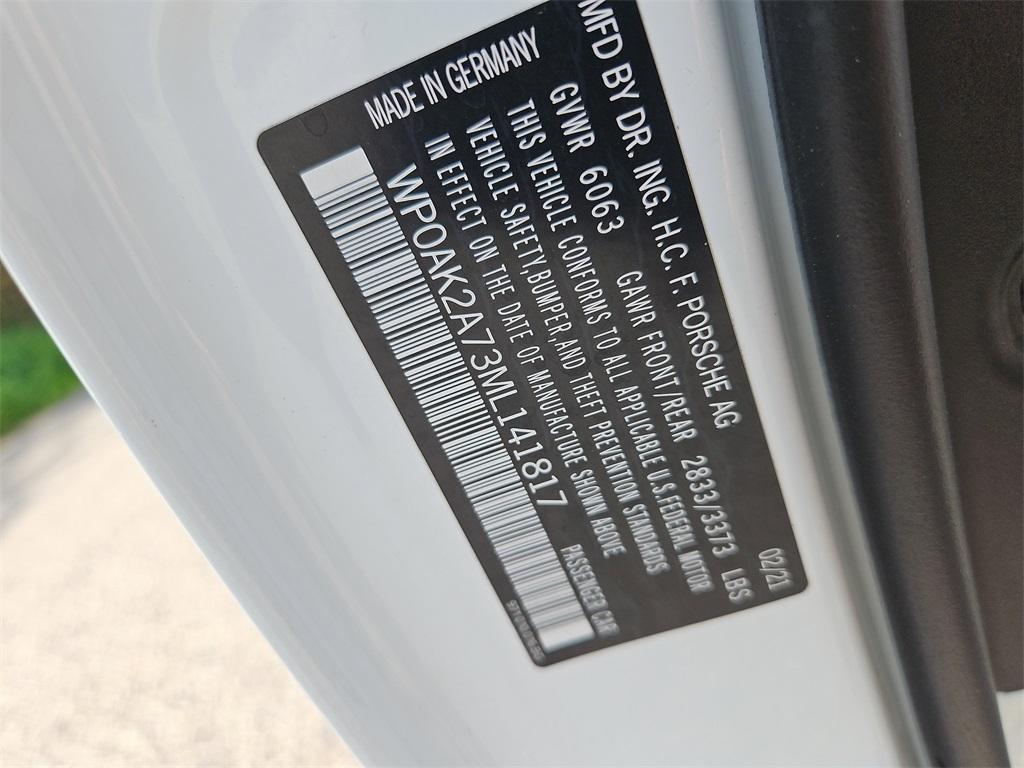 MFD BY DR. ING. H.C. F. PORSCHE AG 02/21
GVWR 6063 GAWR FRONT/REAR 2833/3373 LBS
THIS VEHICLE CONFORMS TO ALL APPLICABLE U.S. FEDERAL MOTOR
VEHICLE SAFETY, BUMPER, AND THEFT PREVENTION STANDARDS
IN EFFECT ON THE DATE OF MANUFACTURE SHOWN ABOVE
MADE IN GERMANY WP0AK2A73ML141817 PASSENGER CAR